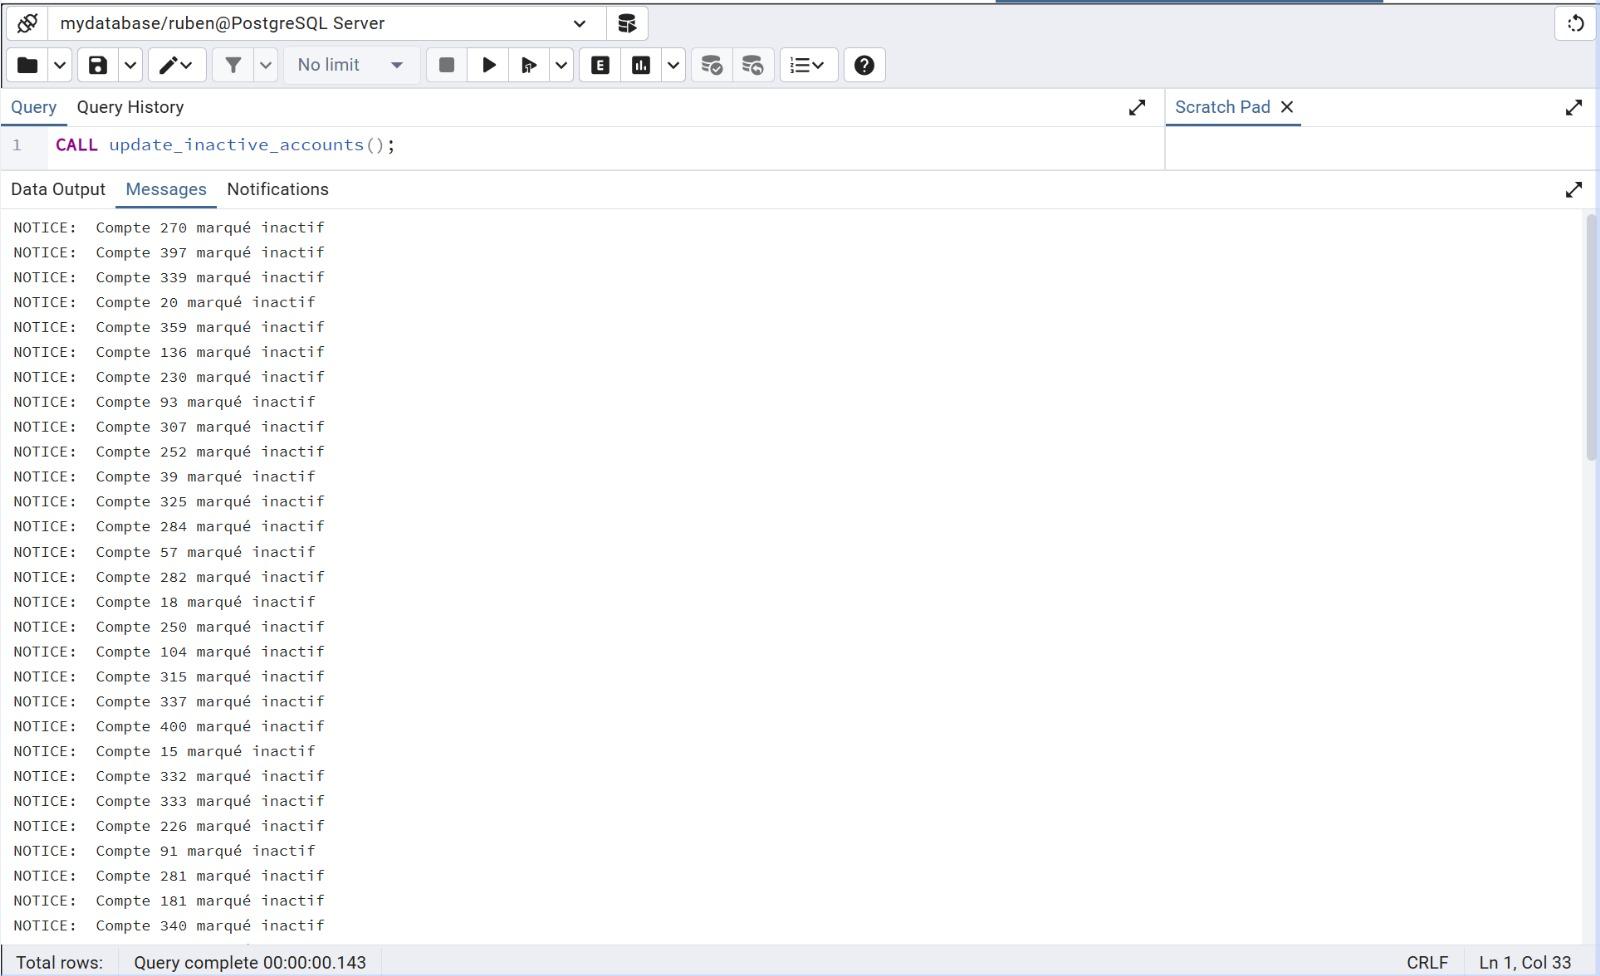 mydatabase/ruben@PostgreSQL Server
No limit
E
Query Query History
Scratch Pad
1 CALL update_inactive_accounts();
Data Output Messages Notifications
NOTICE: Compte 270 marqué inactif
NOTICE: Compte 397 marqué inactif
NOTICE: Compte 339 marqué inactif
NOTICE: Compte 20 marqué inactif
NOTICE: Compte 359 marqué inactif
NOTICE: Compte 136 marqué inactif
NOTICE: Compte 230 marqué inactif
NOTICE: Compte 93 marqué inactif
NOTICE: Compte 307 marqué inactif
NOTICE: Compte 252 marqué inactif
NOTICE: Compte 39 marqué inactif
NOTICE: Compte 325 marqué inactif
NOTICE: Compte 284 marqué inactif
NOTICE: Compte 57 marqué inactif
NOTICE: Compte 282 marqué inactif
NOTICE: Compte 18 marqué inactif
NOTICE: Compte 250 marqué inactif
NOTICE: Compte 104 marqué inactif
NOTICE: Compte 315 marqué inactif
NOTICE: Compte 337 marqué inactif
NOTICE: Compte 400 marqué inactif
NOTICE: Compte 15 marqué inactif
NOTICE: Compte 332 marqué inactif
NOTICE: Compte 333 marqué inactif
NOTICE: Compte 226 marqué inactif
NOTICE: Compte 91 marqué inactif
NOTICE: Compte 281 marqué inactif
NOTICE: Compte 181 marqué inactif
NOTICE: Compte 340 marqué inactif
Total rows: Query complete 00:00:00.143 CRLF Ln 1, Col 33